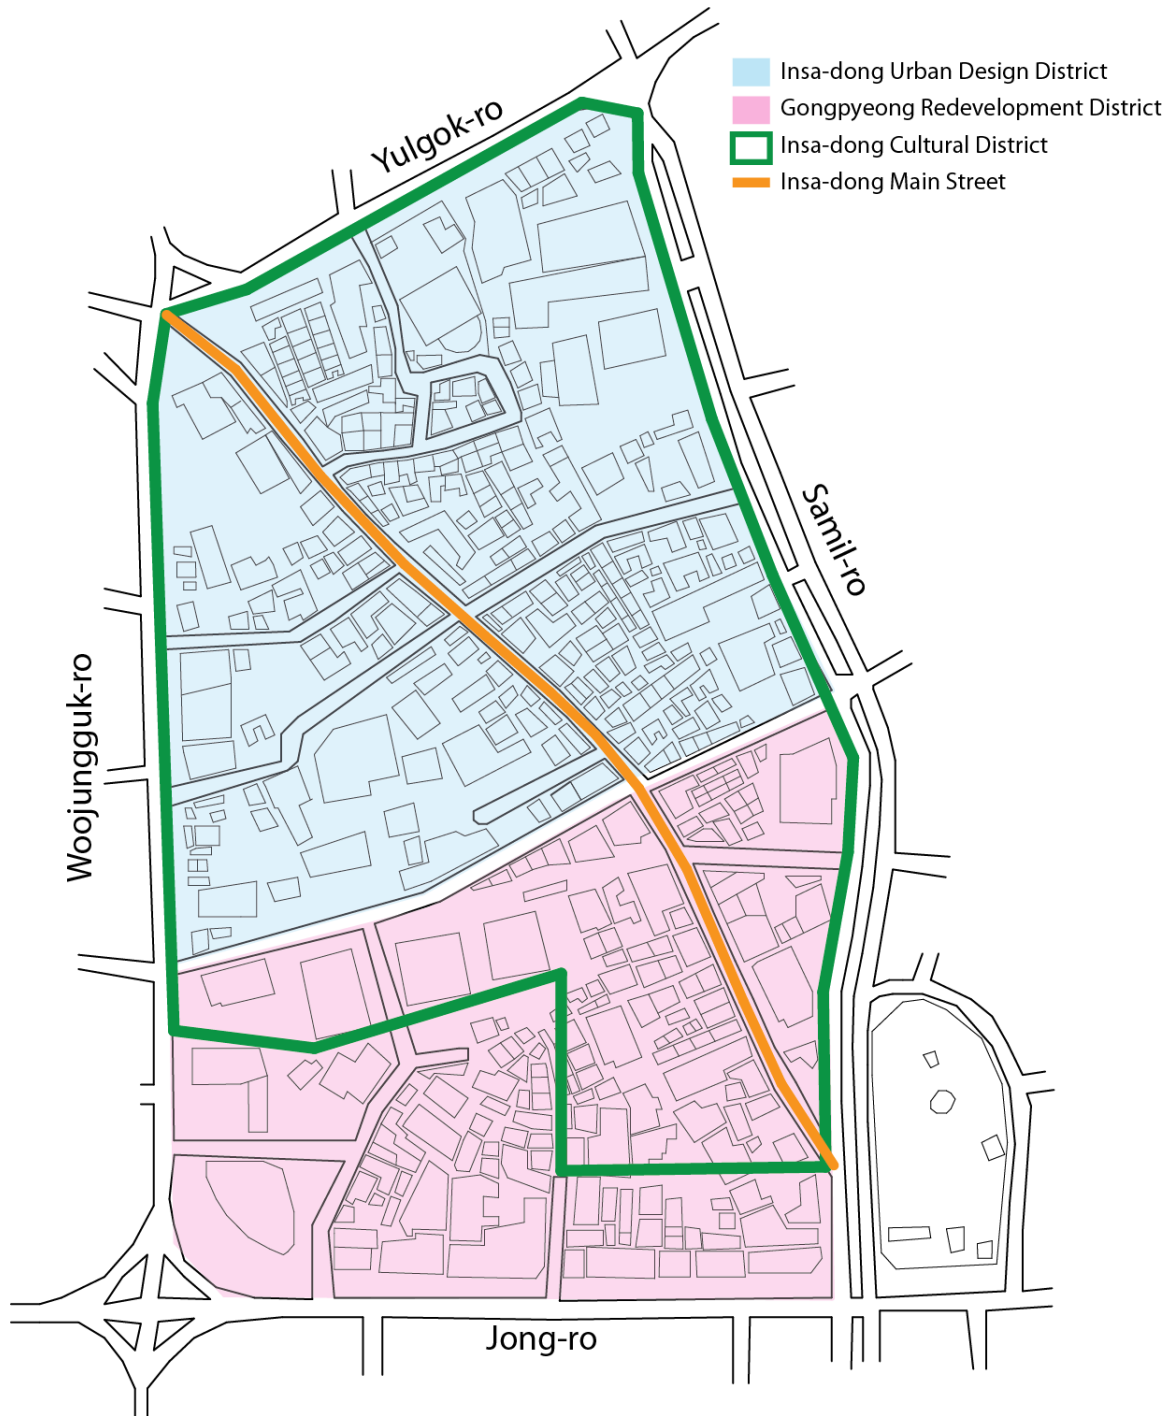 Insa-dong Urban Design District
Gongpyeong Redevelopment District
Insa-dong Cultural District
Insa-dong Main Street
Yulgok-ro
Samil-ro
Woojungguk-ro
Jong-ro